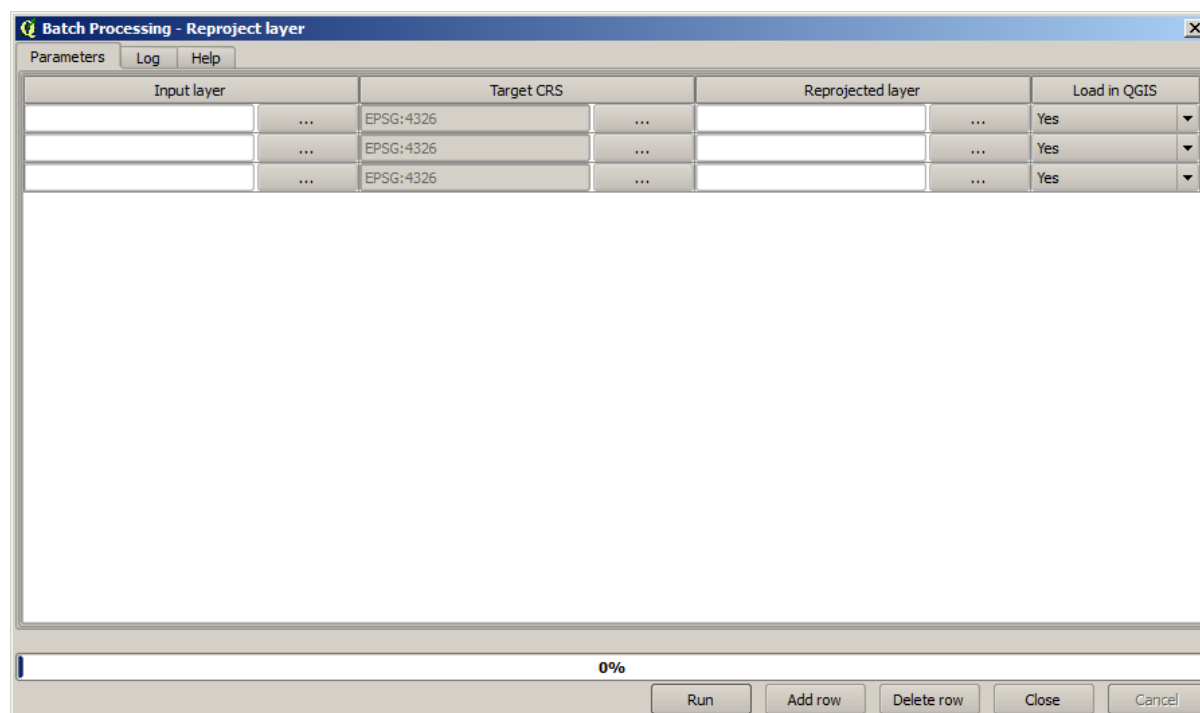 Batch Processing - Reproject layer
Parameters Log Help
Input layer Target CRS Reprojected layer Load in QGIS
... EPSG:4326 ... ... Yes
... EPSG:4326 ... ... Yes
... EPSG:4326 ... ... Yes
0%
Run Add row Delete row Close Cancel